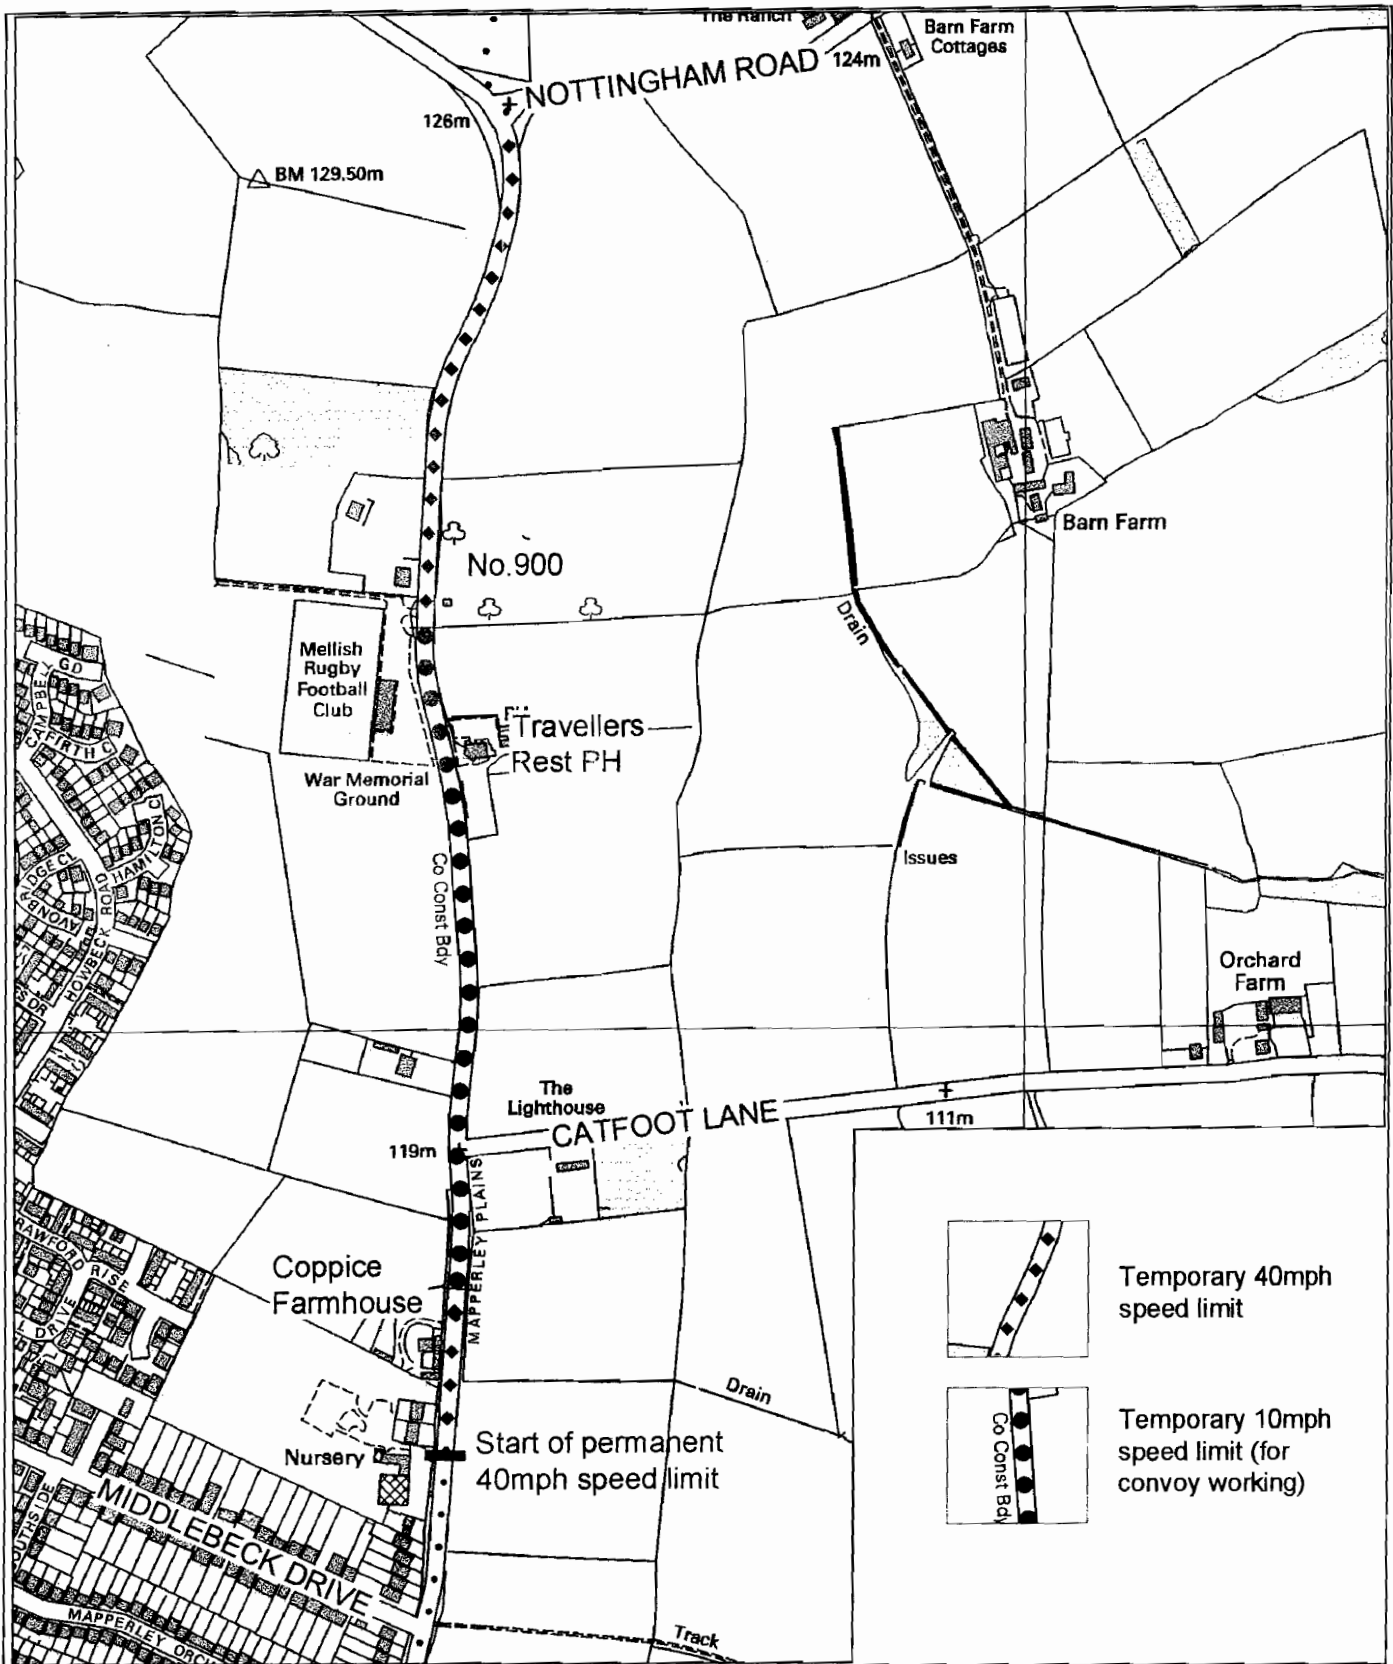 The Ranch
Barn Farm
Cottages
NOTTINGHAM ROAD
124m
126m
BM 129.50m
Barn Farm
No.900
Drain
Mellish
Rugby
Football
Club
CAMPBELL
GD
FIRTH C
Travellers
Rest PH
War Memorial
Ground
HAMILTON C
Co Const Bdy
Issues
HOWBECK ROAD
Orchard
Farm
The
Lighthouse
CATFOOT LANE
111m
119m
MAPPERLEY PLAINS
RAWFORD RISE
L DRIVE
Coppice
Farmhouse
Temporary 40mph
speed limit
Drain
Start of permanent
40mph speed limit
Nursery
Temporary 10mph
speed limit (for
convoy working)
Co Const Bdy
OUTHSIDE
MIDDLEBECK DRIVE
MAPPERLEY ORCH
Track